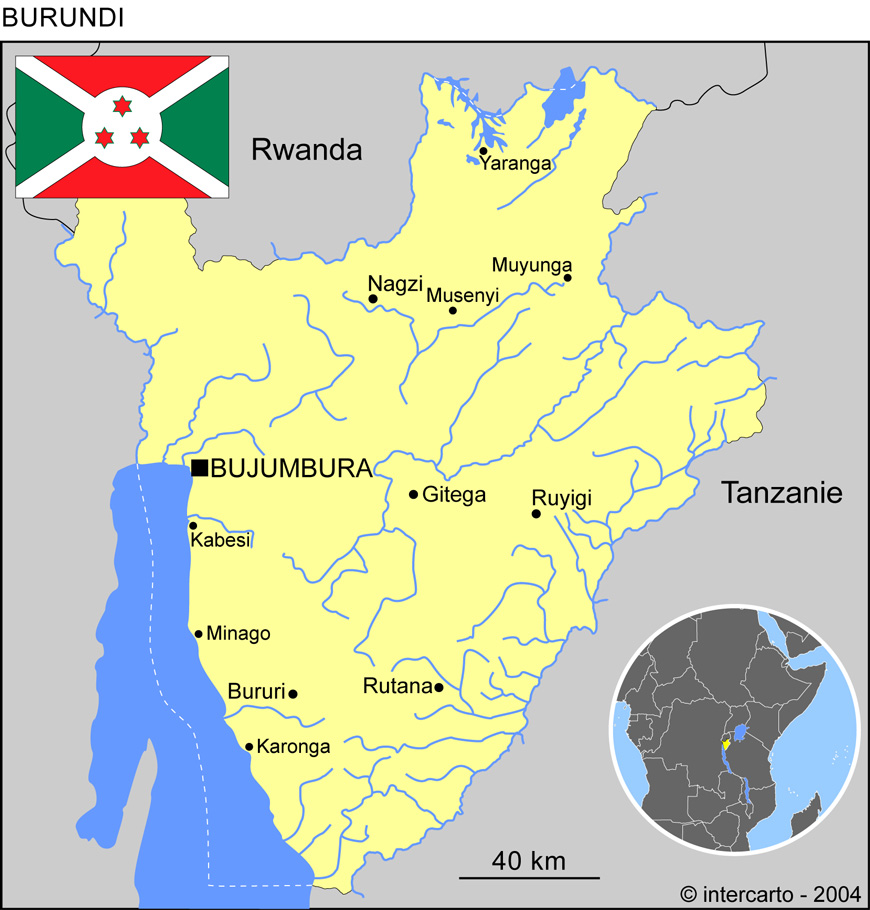 BURUNDI
Rwanda
Yaranga
Muyunga
Nagzi
Musenyi
BUJUMBURA
Gitega
Ruyigi
Tanzanie
Kabesi
Minago
Bururi
Rutana
Karonga
40 km
© intercarto - 2004